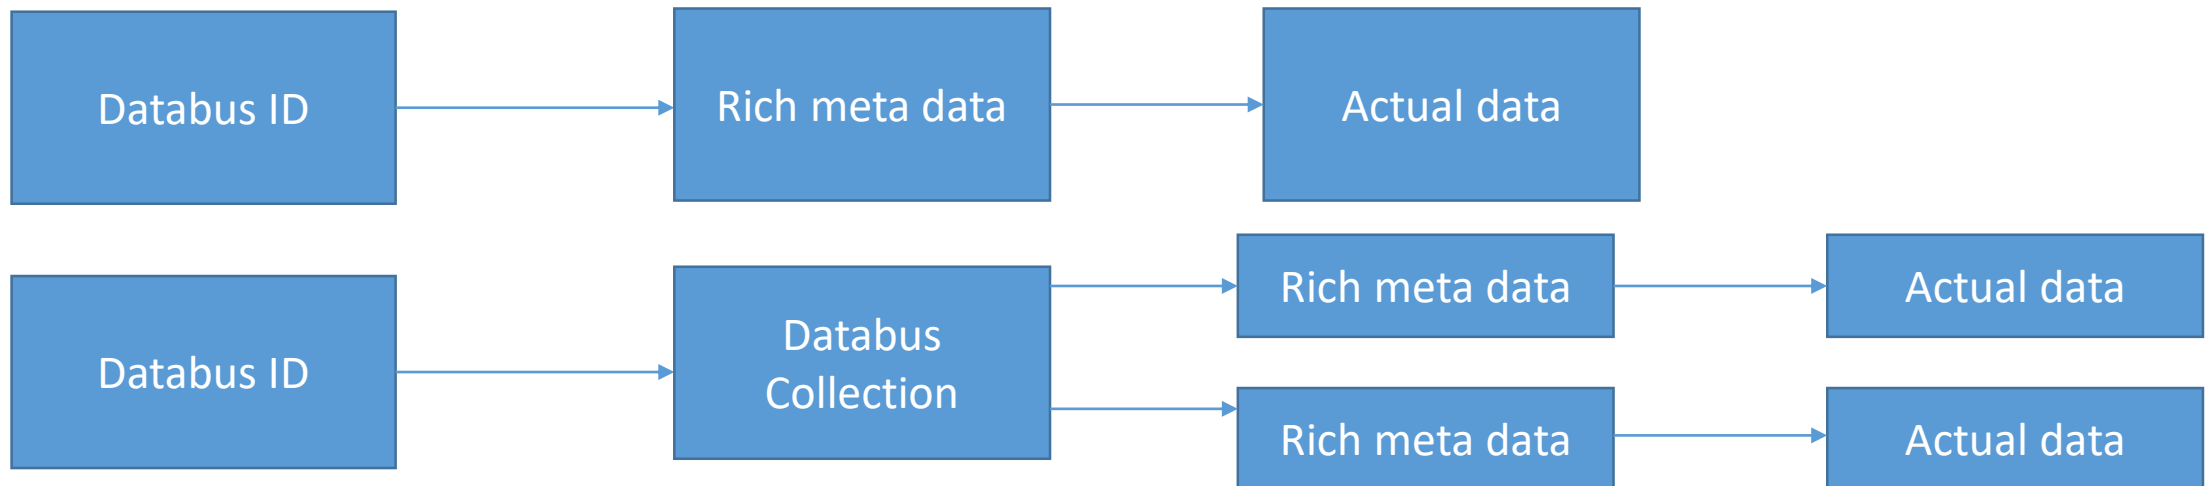 Databus ID
Rich meta data
Actual data
Databus ID
Databus
Collection
Rich meta data
Actual data
Rich meta data
Actual data